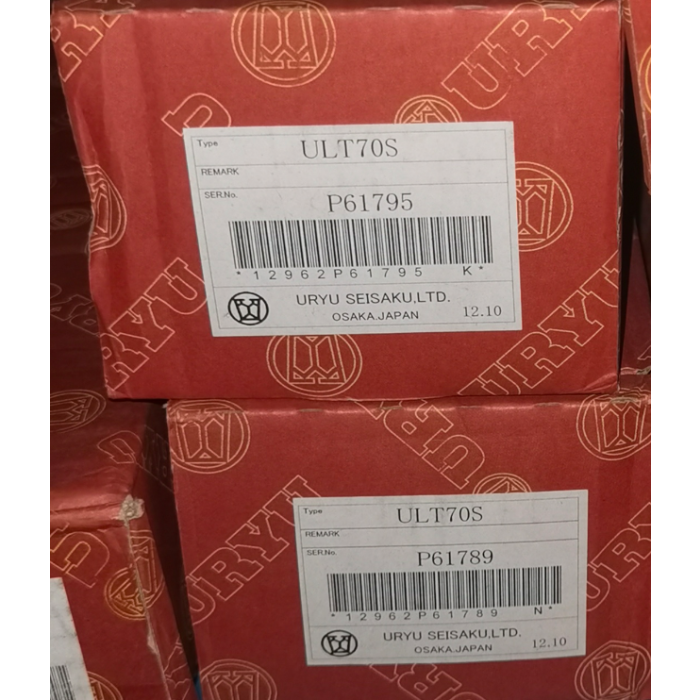 URYU
Type ULT70S
REMARK
SER.No. P61795
*12962P61795 K*
URYU SEISAKU,LTD.
OSAKA.JAPAN 12.10
URYU
URYU
Type ULT70S
REMARK
SER.No. P61789
*12962P61789 N*
URYU SEISAKU,LTD.
OSAKA.JAPAN 12.10